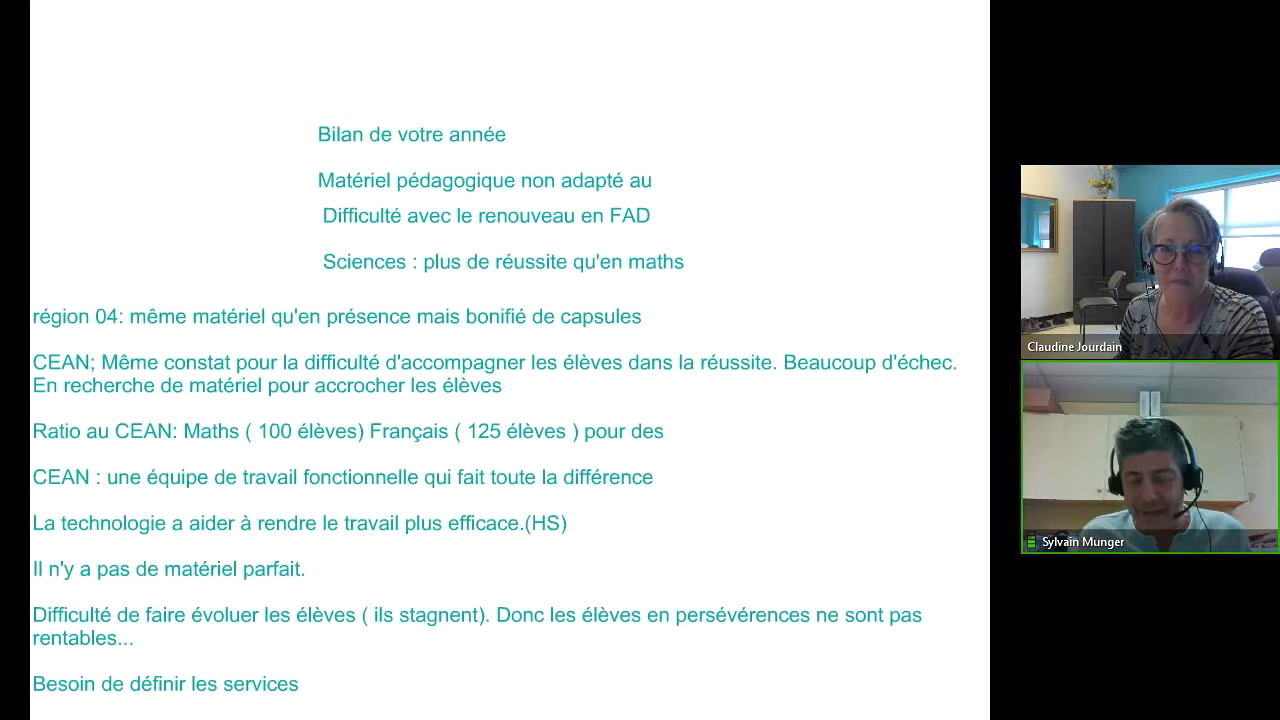 Bilan de votre année
Matériel pédagogique non adapté au
Difficulté avec le renouveau en FAD
Sciences : plus de réussite qu'en maths
région 04: même matériel qu'en présence mais bonifié de capsules
CEAN; Même constat pour la difficulté d'accompagner les élèves dans la réussite. Beaucoup d'échec.
En recherche de matériel pour accrocher les élèves
Ratio au CEAN: Maths ( 100 élèves) Français ( 125 élèves ) pour des
CEAN : une équipe de travail fonctionnelle qui fait toute la différence
La technologie a aider à rendre le travail plus efficace.(HS)
Il n'y a pas de matériel parfait.
Difficulté de faire évoluer les élèves ( ils stagnent). Donc les élèves en persévérences ne sont pas
rentables...
Besoin de définir les services
Claudine Jourdain
Sylvain Munger